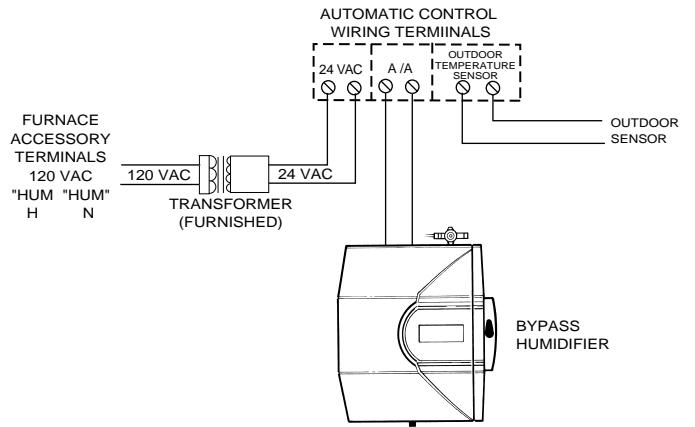 AUTOMATIC CONTROL
WIRING TERMIINALS
24 VAC
A /A
OUTDOOR
TEMPERATURE
SENSOR
OUTDOOR
SENSOR
FURNACE
ACCESSORY
TERMINALS
120 VAC
"HUM "HUM"
H N
120 VAC
24 VAC
TRANSFORMER
(FURNISHED)
BYPASS
HUMIDIFIER